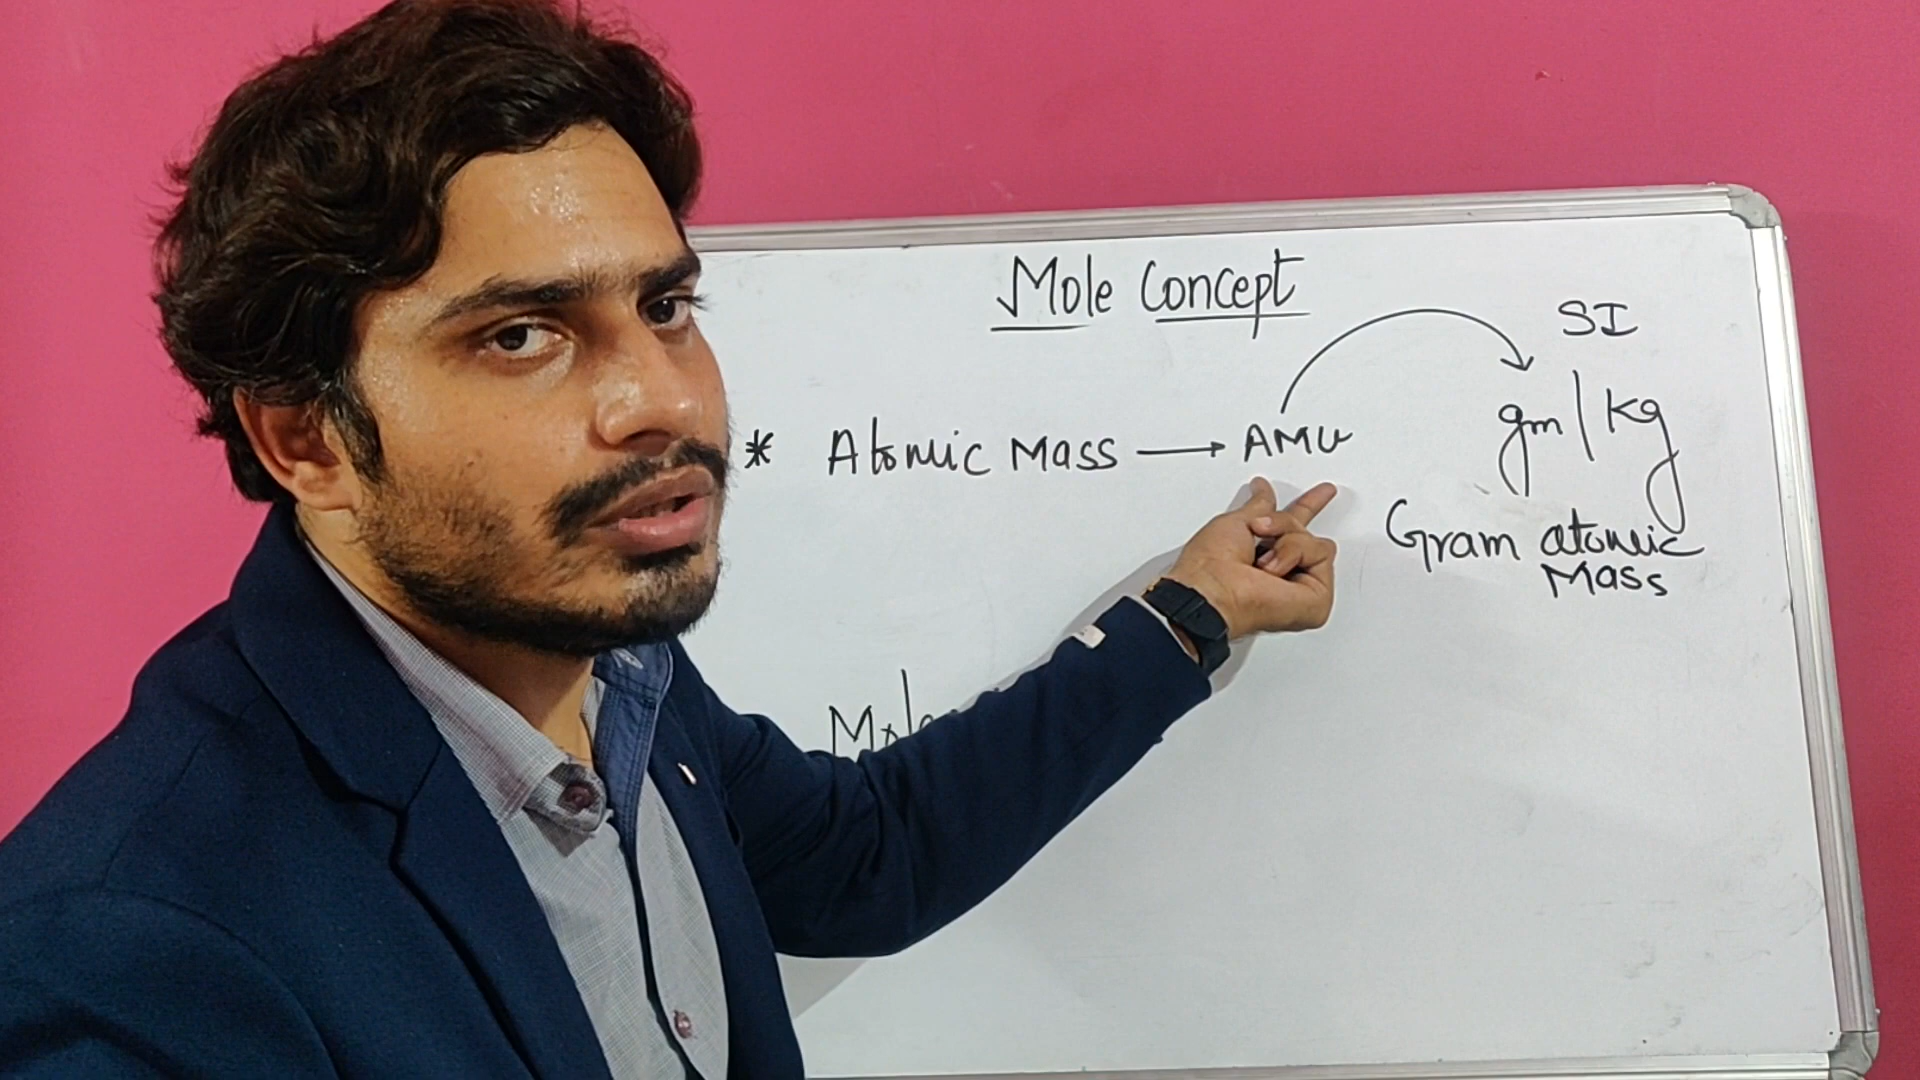 Mole Concept
SI
* Atomic Mass → AMU
gm/kg
Gram atomic
Mass